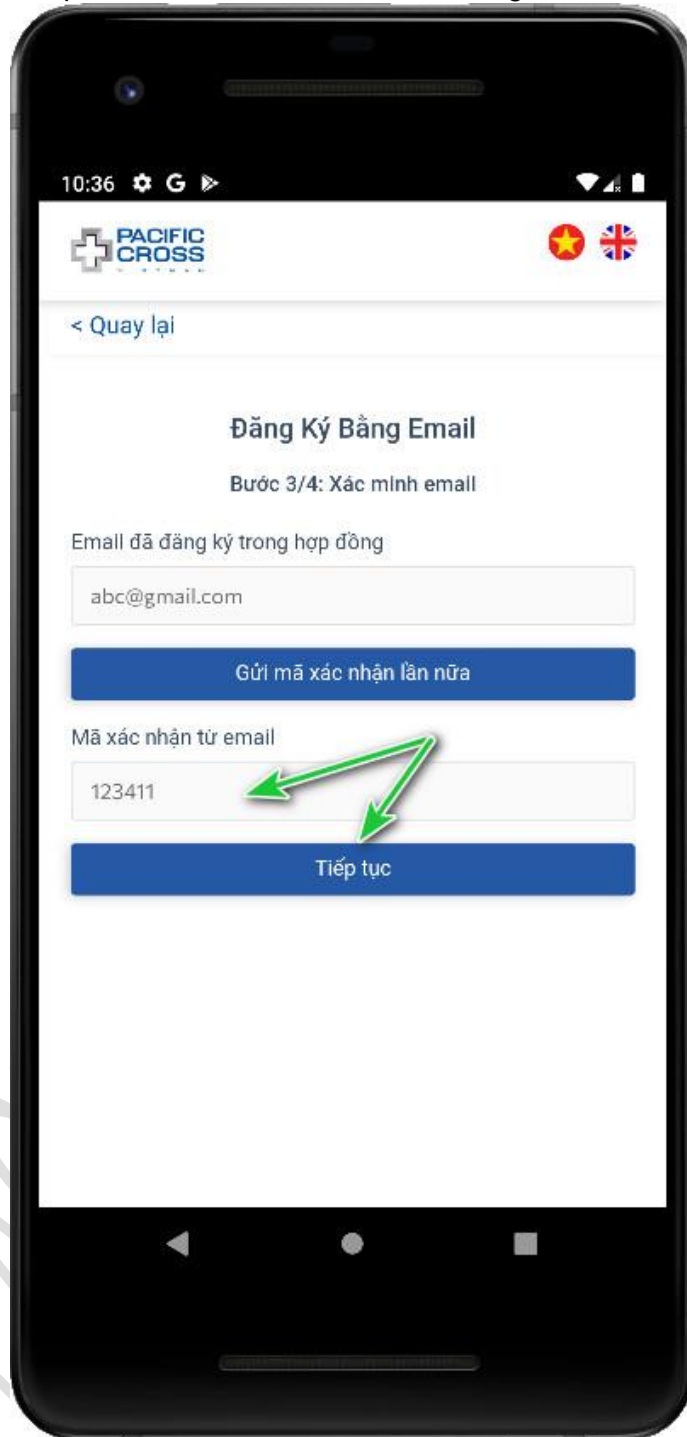 10:36 G
PACIFIC
CROSS
VIETNAM
< Quay lại
Đăng Ký Bằng Email
Bước 3/4: Xác minh email
Email đã đăng ký trong hợp đồng
abc@gmail.com
Gửi mã xác nhận lần nữa
Mã xác nhận từ email
123411
Tiếp tục